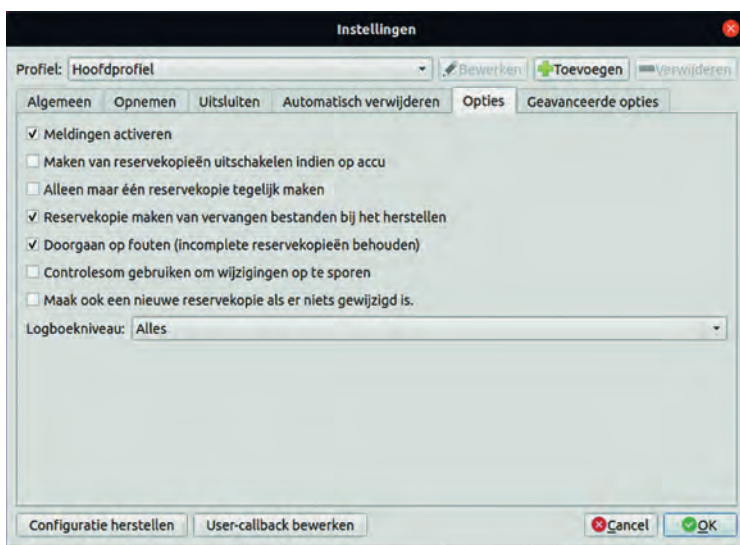 Instellingen
Profiel: Hoofdprofiel Bewerken Toevoegen Verwijderen
Algemeen Opnemen Uitsluiten Automatisch verwijderen Opties Geavanceerde opties
Meldingen activeren
Maken van reservekopieën uitschakelen indien op accu
Alleen maar één reservekopie tegelijk maken
Reservekopie maken van vervangen bestanden bij het herstellen
Doorgaan op fouten (incomplete reservekopieën behouden)
Controlesom gebruiken om wijzigingen op te sporen
Maak ook een nieuwe reservekopie als er niets gewijzigd is.
Logboekniveau: Alles
Configuratie herstellen User-callback bewerken Cancel OK